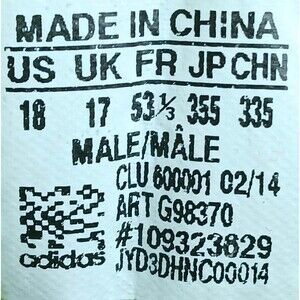 MADE IN CHINA
US UK FR JP CHN
18 17 53⅓ 355 335
MALE/MÂLE
CLU 600001 02/14
ART G98370
#109323829
adidas JYD3DHNC00014